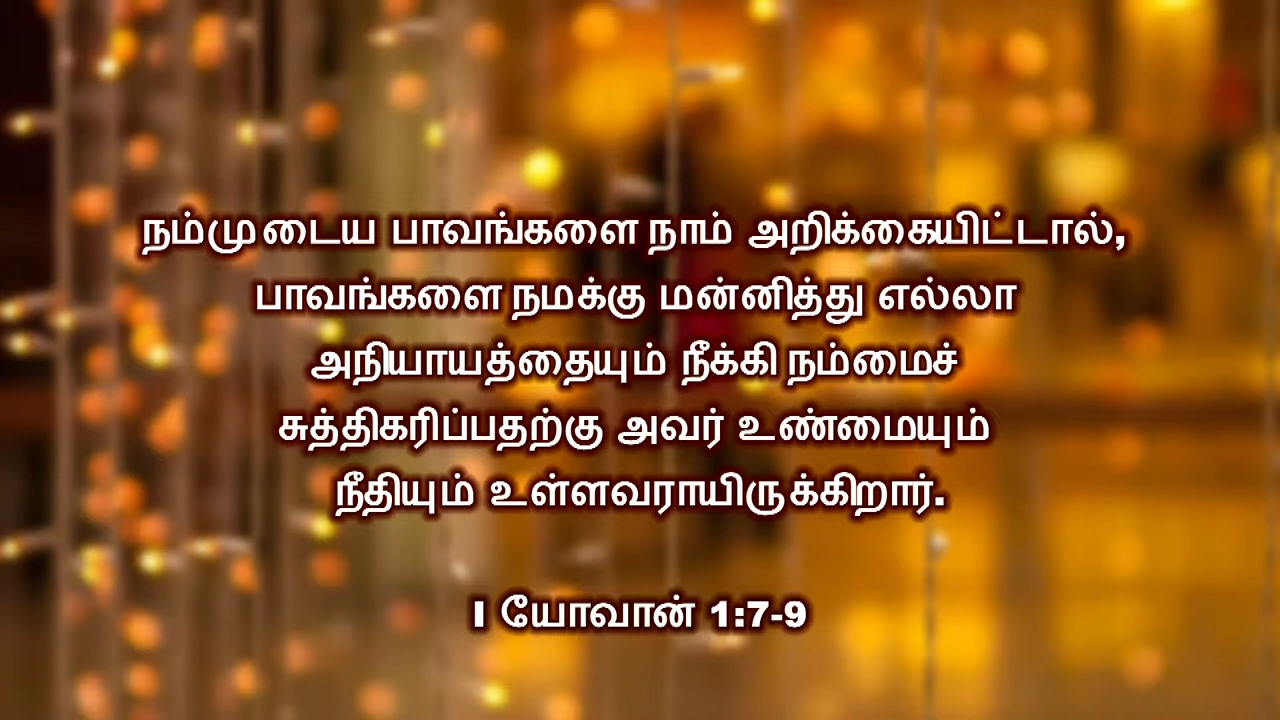 நம்முடைய பாவங்களை நாம் அறிக்கையிட்டால்,
பாவங்களை நமக்கு மன்னித்து எல்லா
அநியாயத்தையும் நீக்கி நம்மைச்
சுத்திகரிப்பதற்கு அவர் உண்மையும்
நீதியும் உள்ளவராயிருக்கிறார்.
I யோவான் 1:7-9